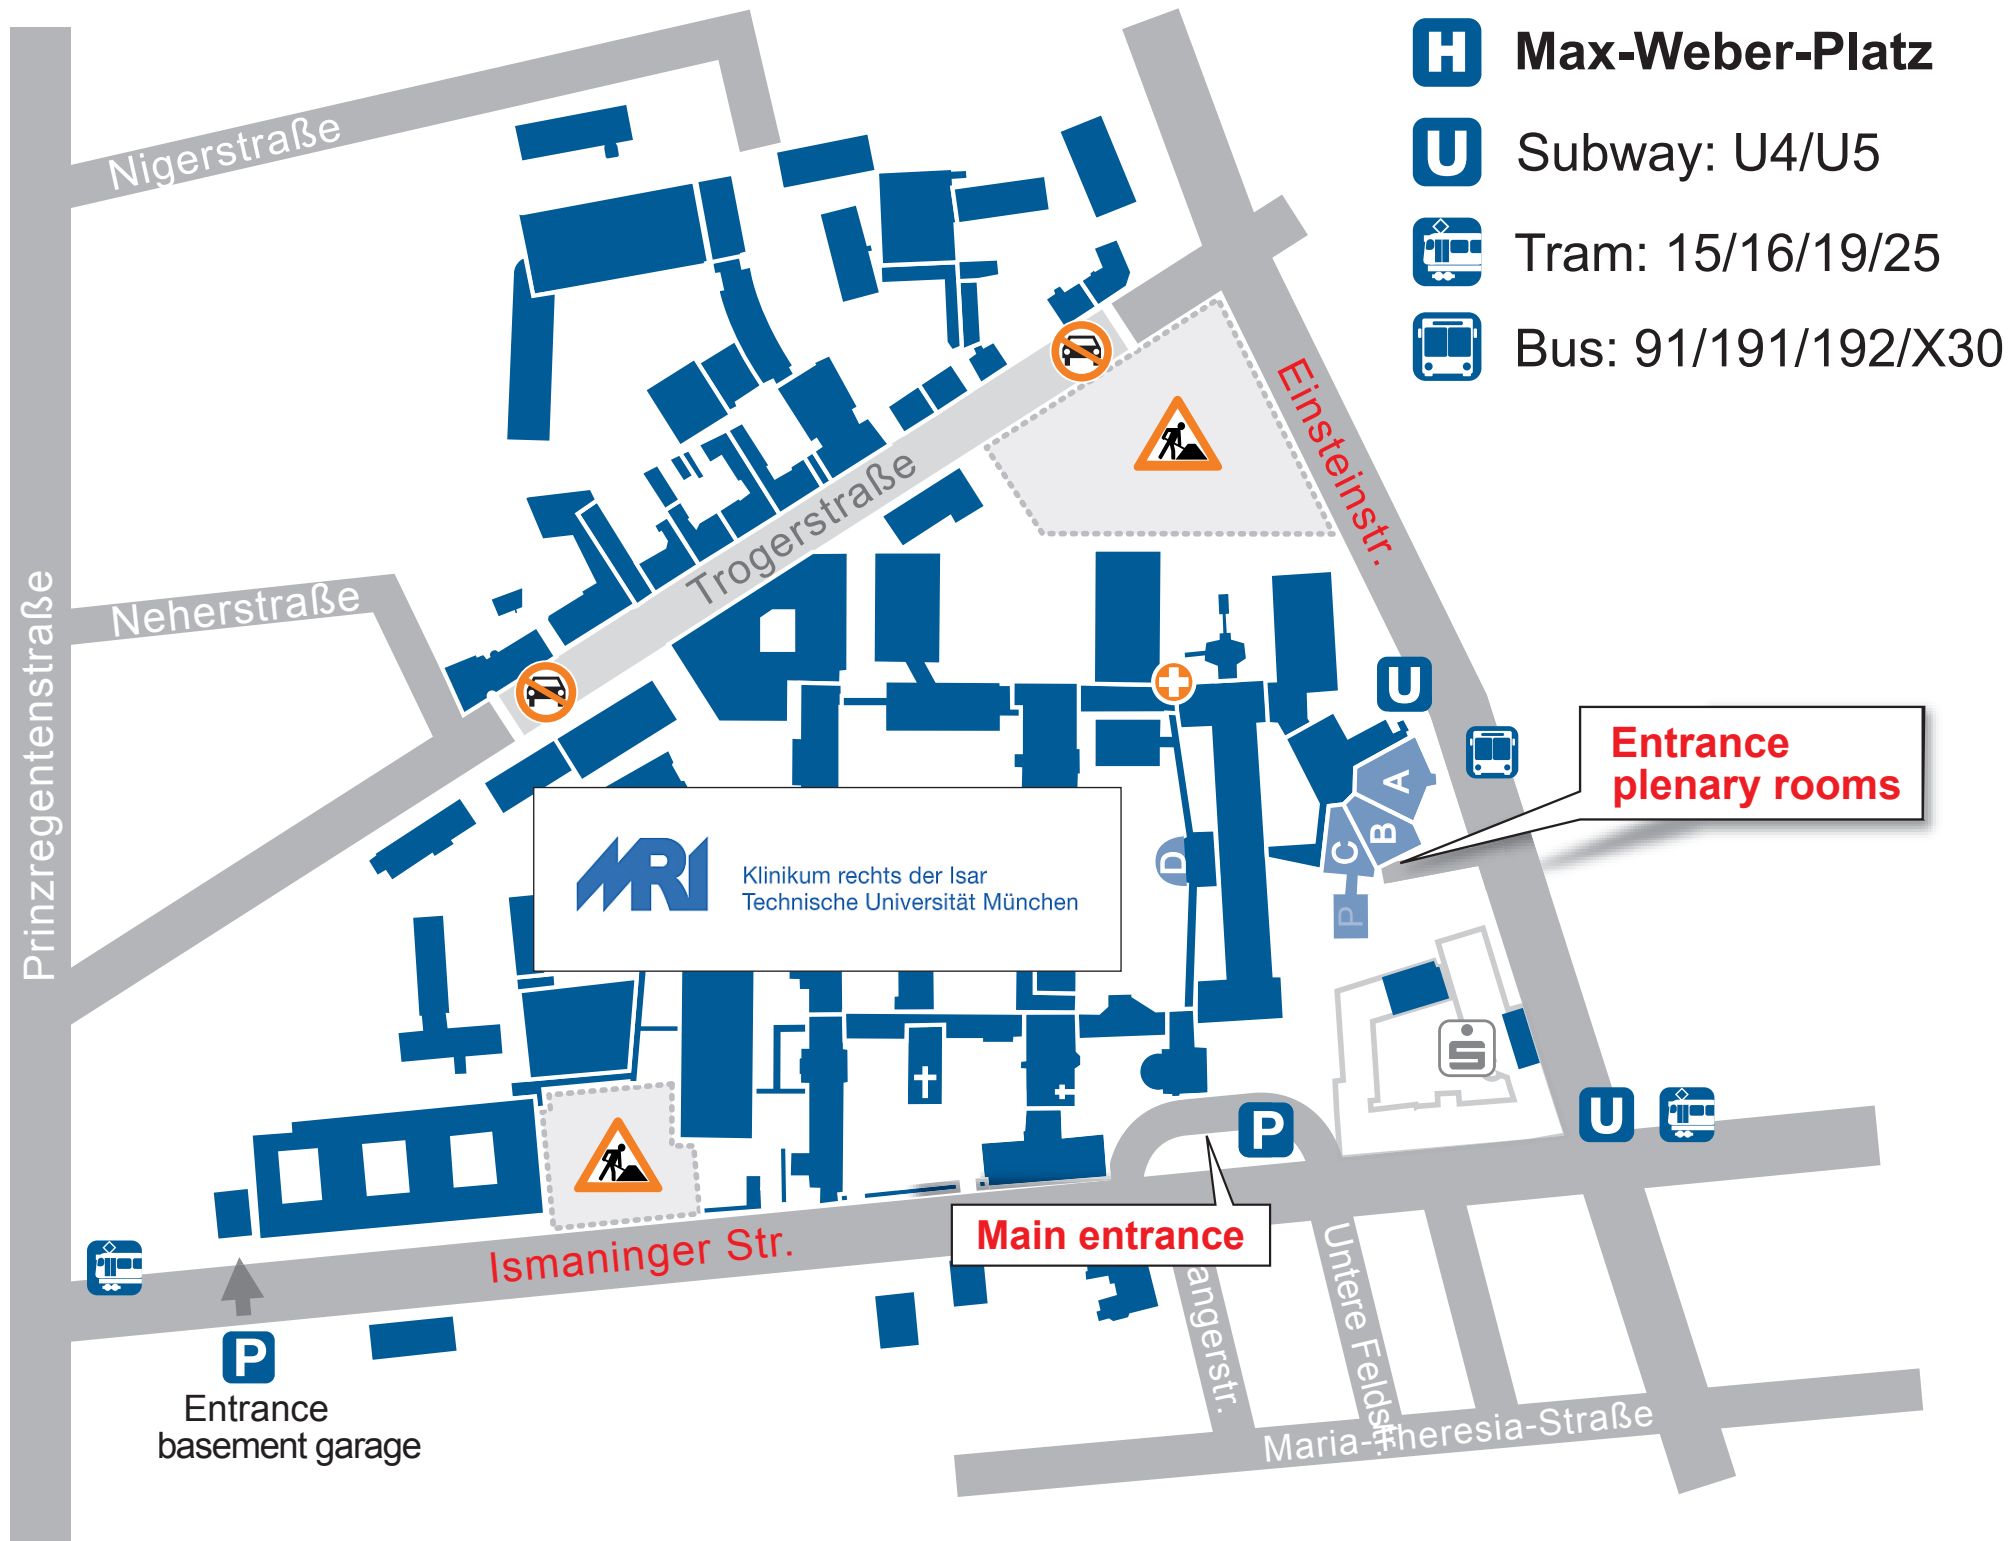 H Max-Weber-Platz
U Subway: U4/U5
Tram: 15/16/19/25
Bus: 91/191/192/X30
Nigerstraße
Einsteinstr.
Trogerstraße
Neherstraße
Prinzregentenstraße
U
Entrance
plenary rooms
A
B
C
D
P
MRI
Klinikum rechts der Isar
Technische Universität München
S
U
P
Main entrance
Ismaninger Str.
P
Entrance
basement garage
angerstr.
Untere Feldstr.
Maria-Theresia-Straße